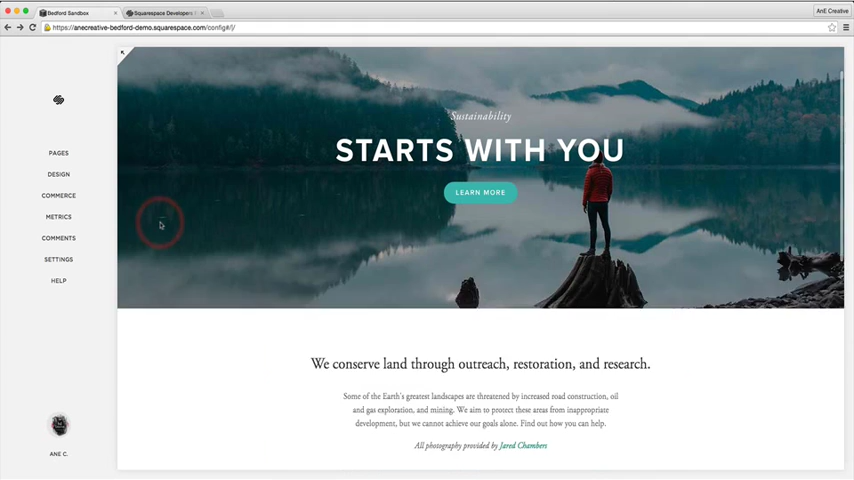 Bedford Sandbox
Squarespace Developers
AnE Creative
https://anecreative-bedford-demo.squarespace.com/config#/|/
PAGES
DESIGN
COMMERCE
METRICS
COMMENTS
SETTINGS
HELP
ANE C.
Sustainability
STARTS WITH YOU
LEARN MORE
We conserve land through outreach, restoration, and research.
Some of the Earth's greatest landscapes are threatened by increased road construction, oil
and gas exploration, and mining. We aim to protect these areas from inappropriate
development, but we cannot achieve our goals alone. Find out how you can help.
All photography provided by Jared Chambers